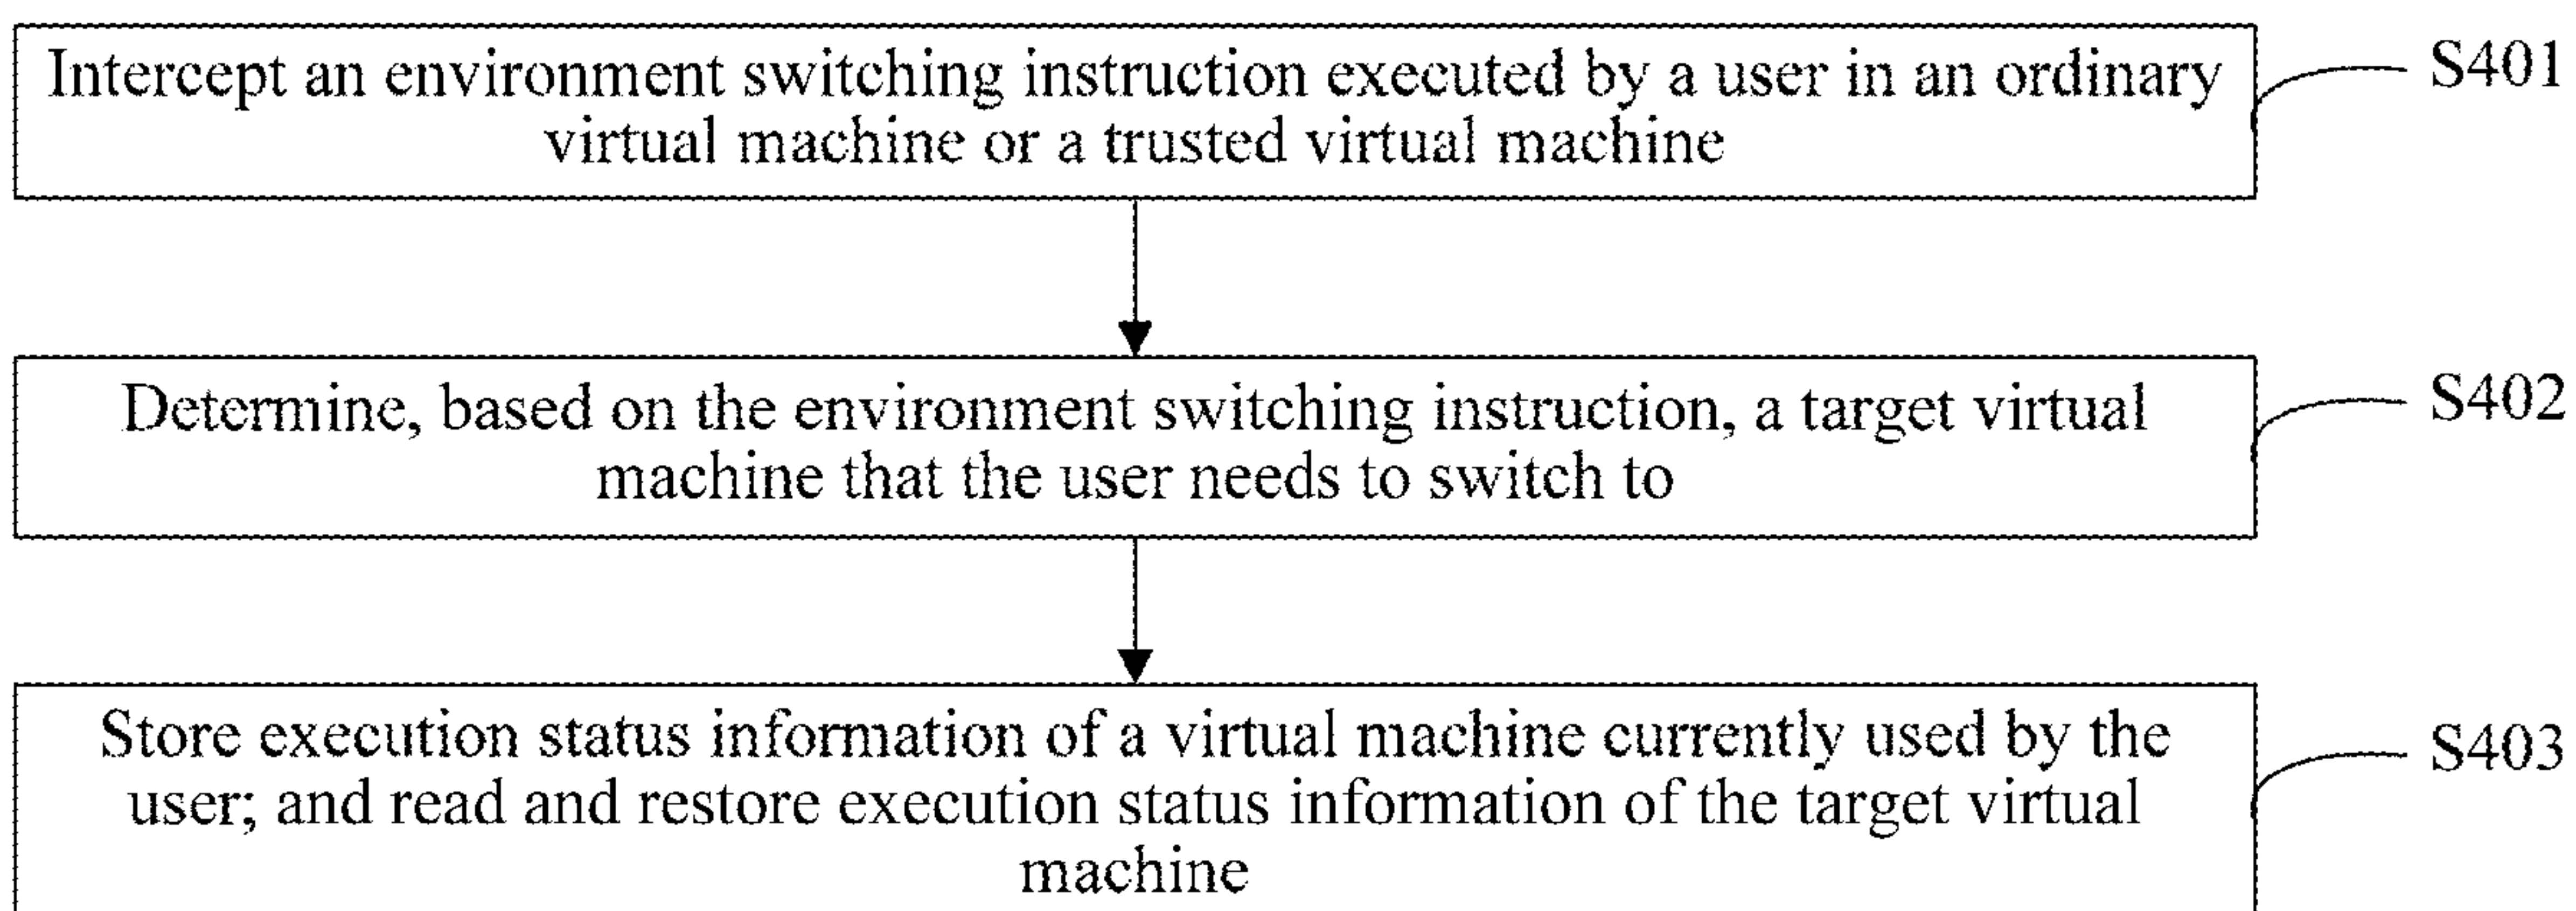 Intercept an environment switching instruction executed by a user in an ordinary
virtual machine or a trusted virtual machine
S401
Determine, based on the environment switching instruction, a target virtual
machine that the user needs to switch to
S402
Store execution status information of a virtual machine currently used by the
user; and read and restore execution status information of the target virtual
machine
S403